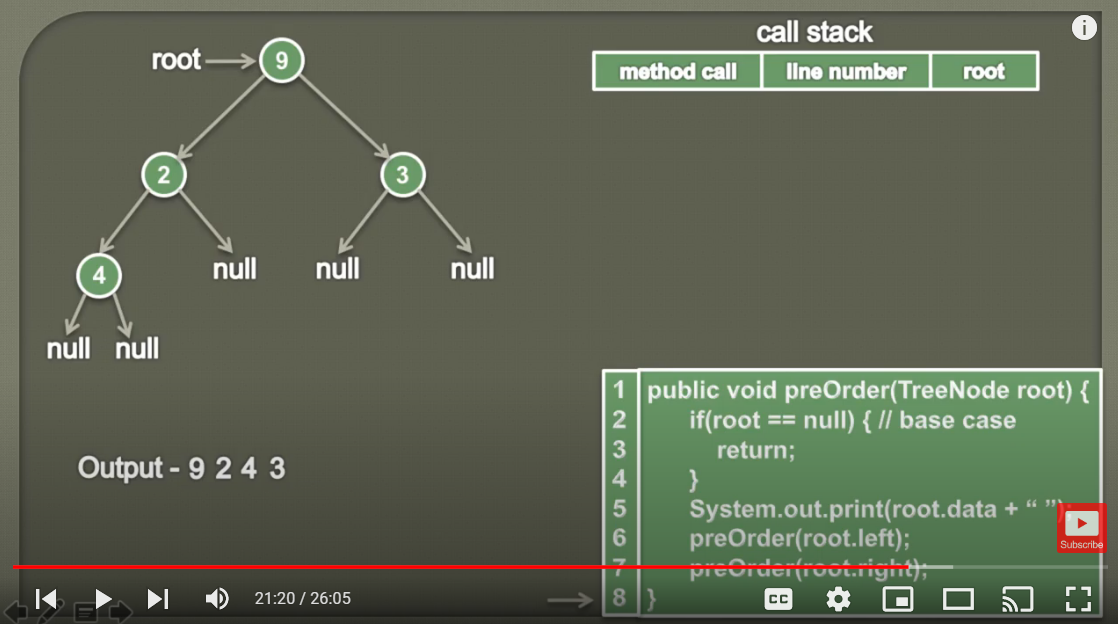 call stack
root
9
method call line number root
2
3
4
null
null
null
null
null
1 public void preOrder(TreeNode root) {
2 if(root == null) { // base case
3 return;
4 }
Output - 9 2 4 3
5 System.out.print(root.data + “ ”);
6 preOrder(root.left);
7 preOrder(root.right);
8 }
Subscribe
21:20 / 26:05
CC